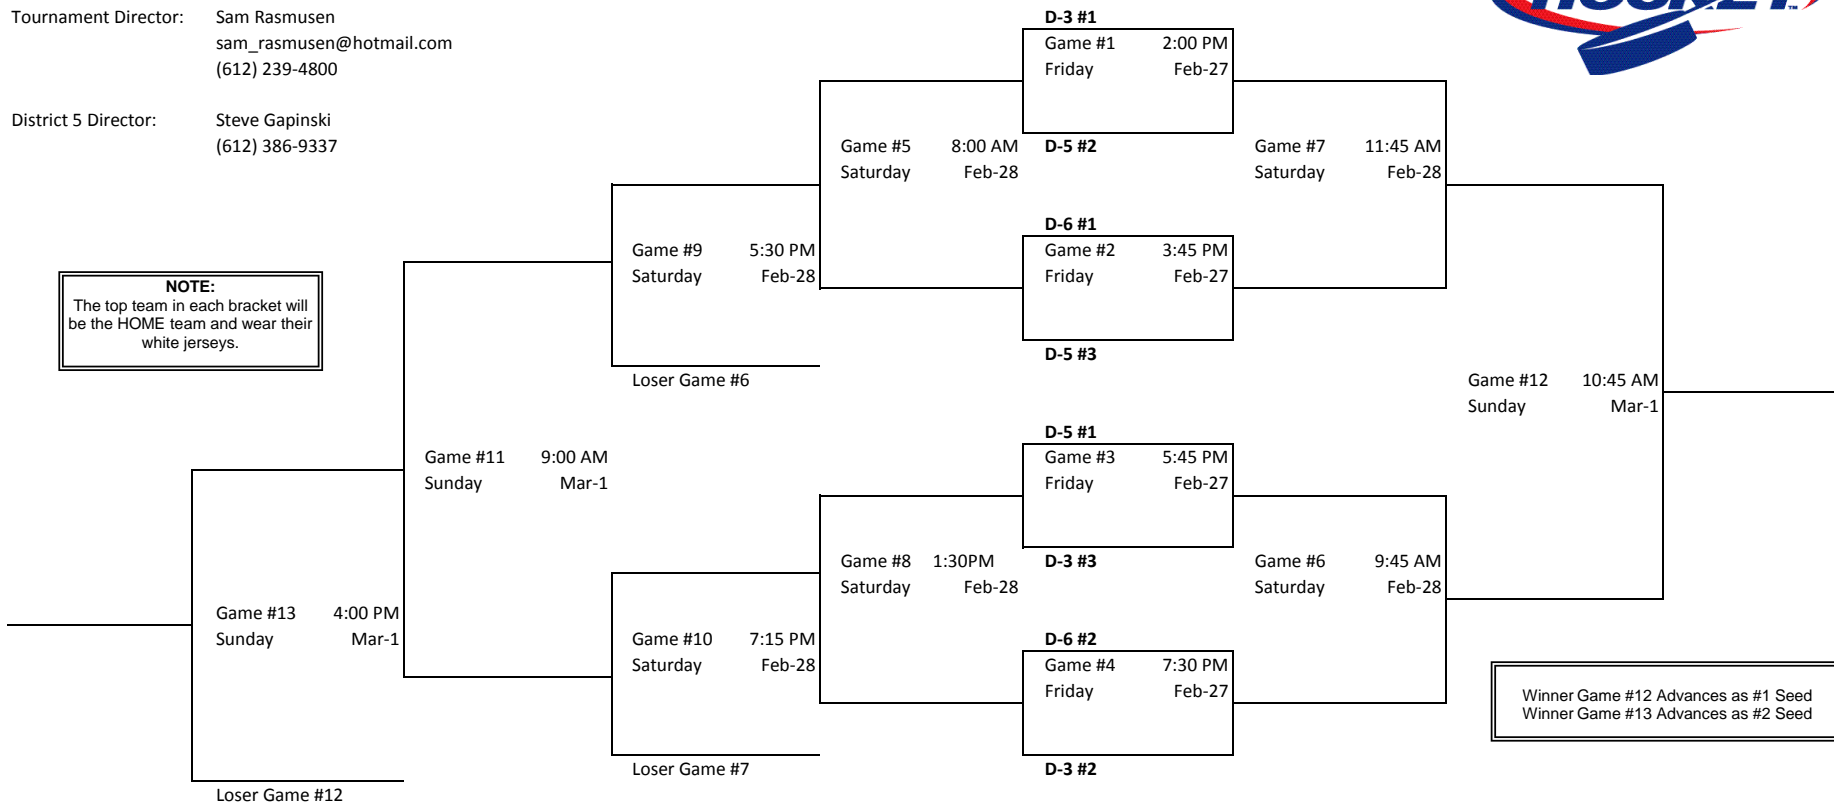 Tournament Director: Sam Rasmusen
sam_rasmusen@hotmail.com
(612) 239-4800
District 5 Director: Steve Gapinski
(612) 386-9337
HOCKEY™
NOTE:
The top team in each bracket will
be the HOME team and wear their
white jerseys.
D-3 #1
Game #1 2:00 PM
Friday Feb-27
D-5 #2
Game #5 8:00 AM
Saturday Feb-28
Game #7 11:45 AM
Saturday Feb-28
D-6 #1
Game #2 3:45 PM
Friday Feb-27
D-5 #3
Game #9 5:30 PM
Saturday Feb-28
Loser Game #6
Game #12 10:45 AM
Sunday Mar-1
D-5 #1
Game #3 5:45 PM
Friday Feb-27
D-3 #3
Game #11 9:00 AM
Sunday Mar-1
Game #8 1:30PM
Saturday Feb-28
Game #6 9:45 AM
Saturday Feb-28
Game #13 4:00 PM
Sunday Mar-1
Game #10 7:15 PM
Saturday Feb-28
D-6 #2
Game #4 7:30 PM
Friday Feb-27
D-3 #2
Loser Game #7
Loser Game #12
Winner Game #12 Advances as #1 Seed
Winner Game #13 Advances as #2 Seed